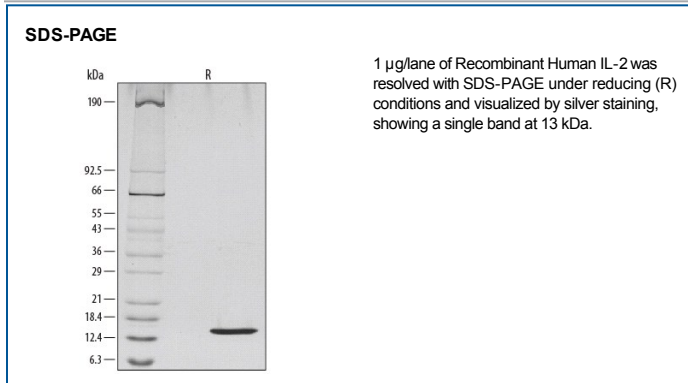 SDS-PAGE
kDa
R
190
92.5
66
55
43
36
29
21
18.4
12.4
6.3
1 µg/lane of Recombinant Human IL-2 was
resolved with SDS-PAGE under reducing (R)
conditions and visualized by silver staining,
showing a single band at 13 kDa.